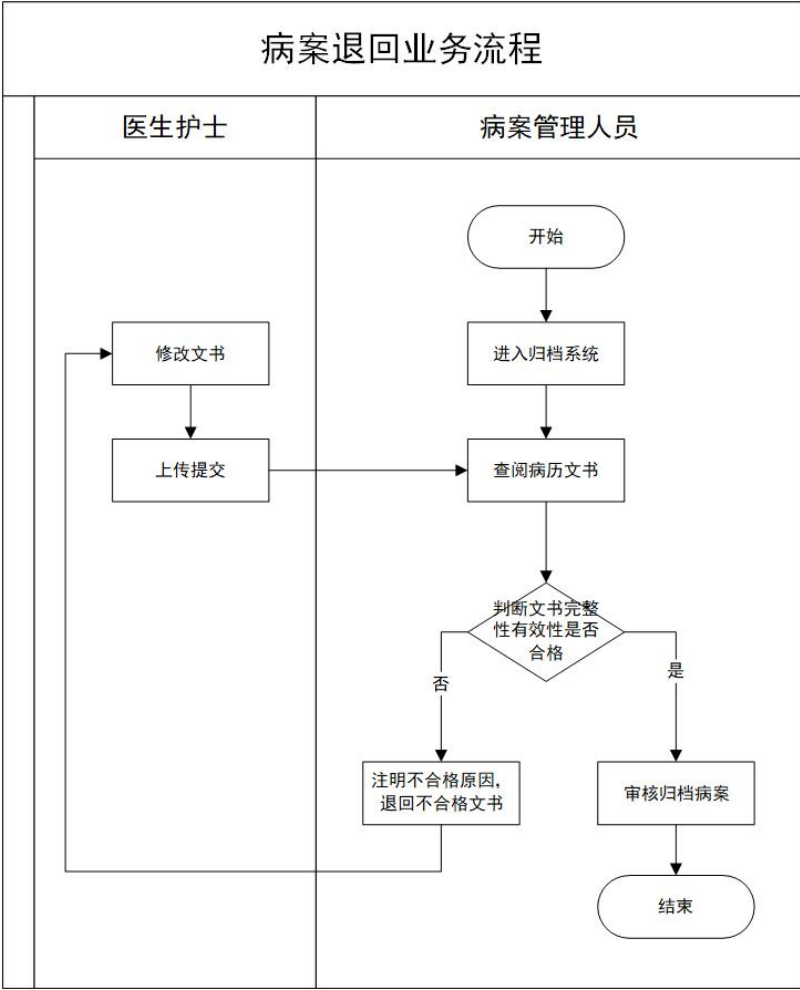 病案退回业务流程
医生护士
病案管理人员
开始
修改文书
进入归档系统
上传提交
查阅病历文书
判断文书完整
性有效性是否
合格
否
是
注明不合格原因，
退回不合格文书
审核归档病案
结束